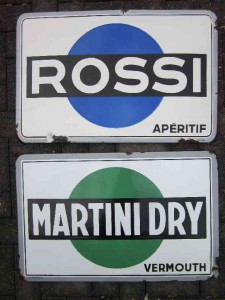 ROSSI
APÉRITIF
MARTINI DRY
VERMOUTH